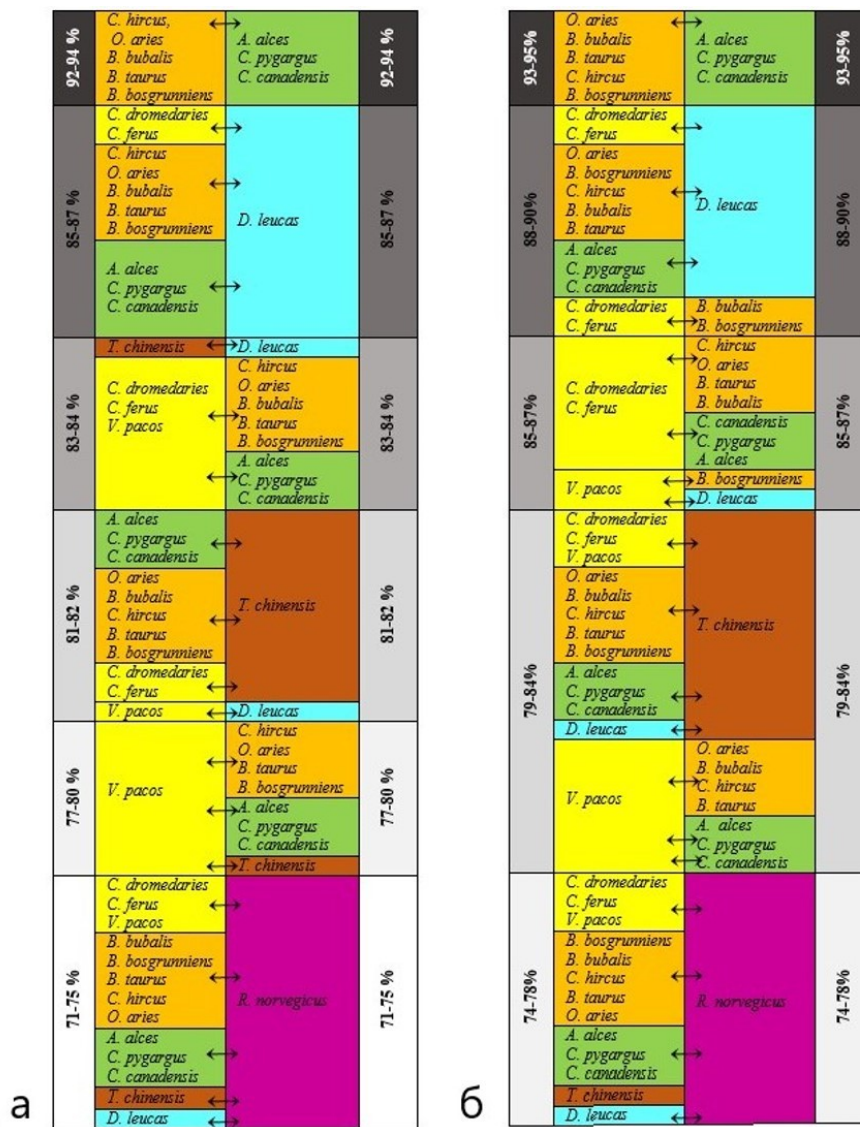 92-94 %
C. hircus,
O. aries
B. bubalis
B. taurus
B. bosgrunniens
A. alces
C. pygargus
C. canadensis
92-94 %
85-87 %
C. dromedaries
C. ferus
C. hircus
O. aries
B. bubalis
B. taurus
B. bosgrunniens
A. alces
C. pygargus
C. canadensis
D. leucas
85-87 %
83-84 %
T. chinensis
D. leucas
C. dromedaries
C. ferus
V. pacos
C. hircus
O. aries
B. bubalis
B. taurus
B. bosgrunniens
A. alces
C. pygargus
C. canadensis
83-84 %
81-82 %
A. alces
C. pygargus
C. canadensis
O. aries
B. bubalis
C. hircus
B. taurus
B. bosgrunniens
C. dromedaries
C. ferus
T. chinensis
V. pacos
D. leucas
81-82 %
77-80 %
V. pacos
C. hircus
O. aries
B. taurus
B. bosgrunniens
A. alces
C. pygargus
C. canadensis
T. chinensis
77-80 %
71-75 %
C. dromedaries
C. ferus
V. pacos
B. bubalis
B. bosgrunniens
B. taurus
C. hircus
O. aries
A. alces
C. pygargus
C. canadensis
T. chinensis
D. leucas
R. norvegicus
71-75 %
а
93-95%
O. aries
B. bubalis
B. taurus
C. hircus
B. bosgrunniens
A. alces
C. pygargus
C. canadensis
93-95%
88-90%
C. dromedaries
C. ferus
O. aries
B. bosgrunniens
C. hircus
B. bubalis
B. taurus
A. alces
C. pygargus
C. canadensis
D. leucas
C. dromedaries
C. ferus
B. bubalis
B. bosgrunniens
88-90%
85-87%
C. dromedaries
C. ferus
C. hircus
O. aries
B. taurus
B. bubalis
C. canadensis
C. pygargus
A. alces
V. pacos
B. bosgrunniens
D. leucas
85-87%
79-84%
C. dromedaries
C. ferus
V. pacos
O. aries
B. bubalis
C. hircus
B. taurus
B. bosgrunniens
A. alces
C. pygargus
C. canadensis
D. leucas
T. chinensis
V. pacos
O. aries
B. bubalis
C. hircus
B. taurus
A. alces
C. pygargus
C. canadensis
79-84%
74-78%
C. dromedaries
C. ferus
V. pacos
B. bosgrunniens
B. bubalis
C. hircus
B. taurus
O. aries
A. alces
C. pygargus
C. canadensis
T. chinensis
D. leucas
R. norvegicus
74-78%
б